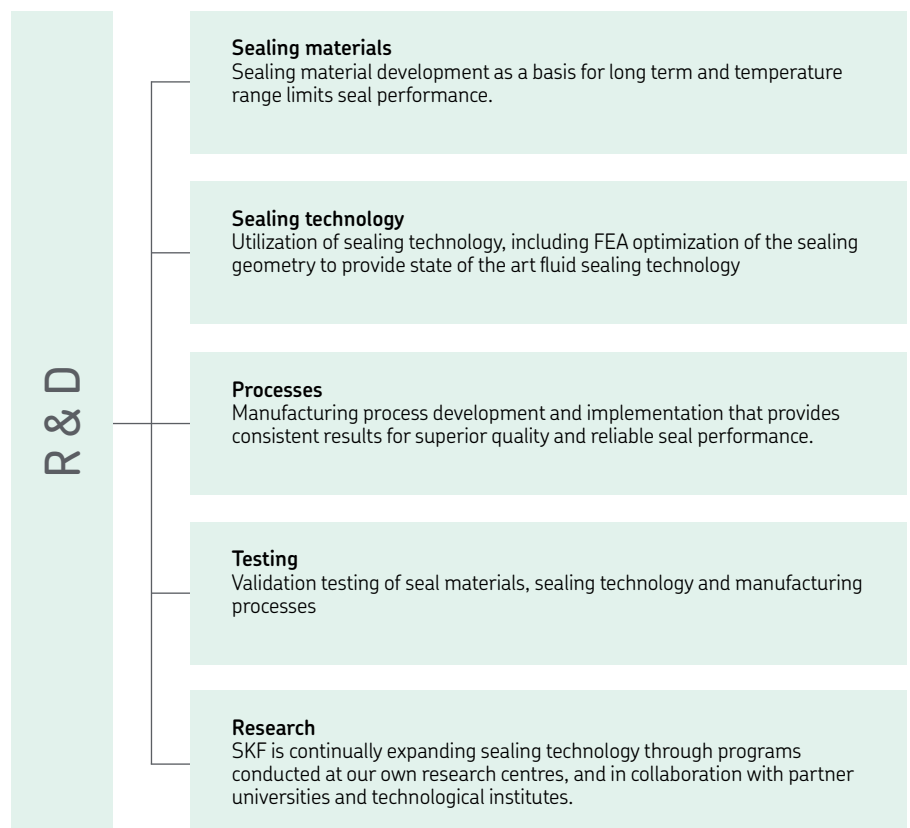 R & D
Sealing materials
Sealing material development as a basis for long term and temperature
range limits seal performance.
Sealing technology
Utilization of sealing technology, including FEA optimization of the sealing
geometry to provide state of the art fluid sealing technology
Processes
Manufacturing process development and implementation that provides
consistent results for superior quality and reliable seal performance.
Testing
Validation testing of seal materials, sealing technology and manufacturing
processes
Research
SKF is continually expanding sealing technology through programs
conducted at our own research centres, and in collaboration with partner
universities and technological institutes.